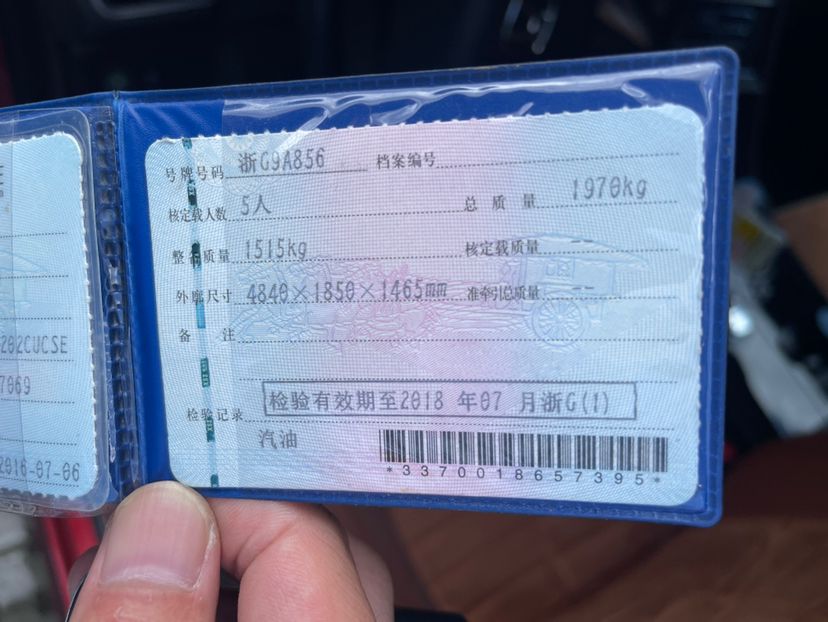 号牌号码 浙G9A856 档案编号
核定载人数 5人 总质量 1970kg
整备质量 1515kg 核定载质量 --
外廓尺寸 4840×1850×1465mm 准牵引总质量 --
备注
检验记录 检验有效期至2018 年07 月浙G(1)
汽油
*3370018657395*
202CUCSE
7069
2016-07-06